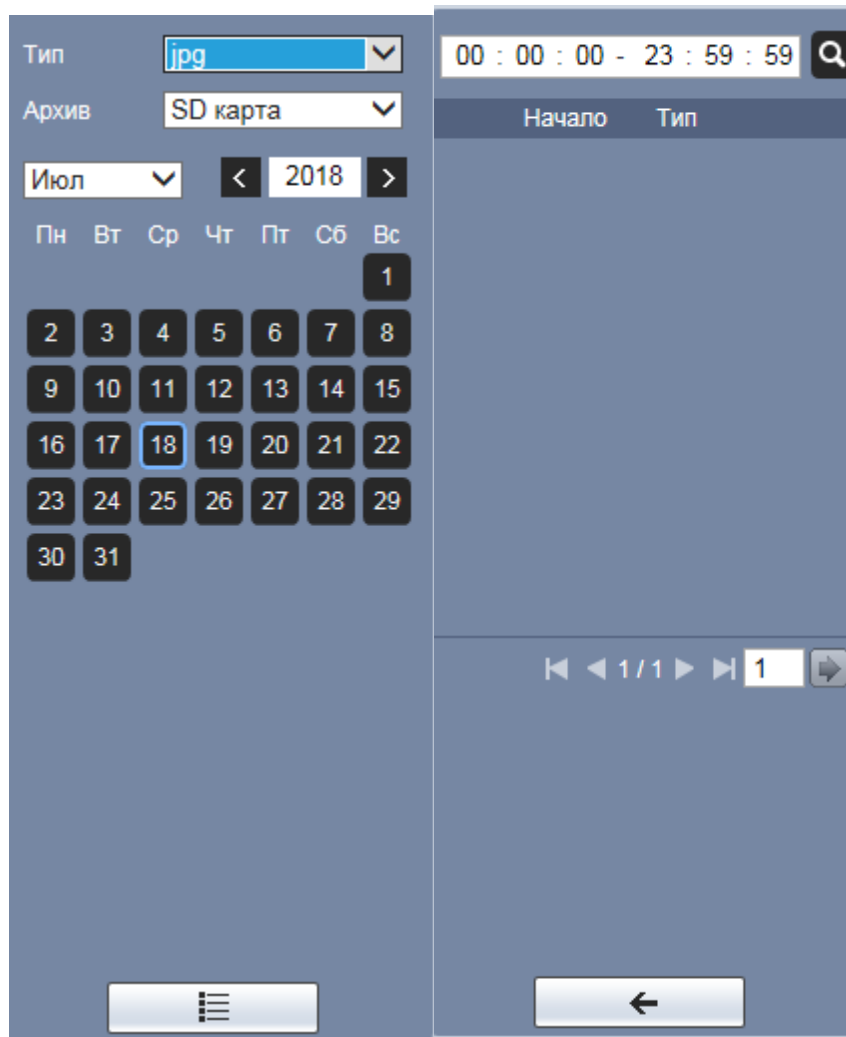 Тип jpg
Архив SD карта
Июл 2018
Пн Вт Ср Чт Пт Сб Вс
1
2 3 4 5 6 7 8
9 10 11 12 13 14 15
16 17 18 19 20 21 22
23 24 25 26 27 28 29
30 31
00 : 00 : 00 - 23 : 59 : 59
Начало Тип
1 / 1 1